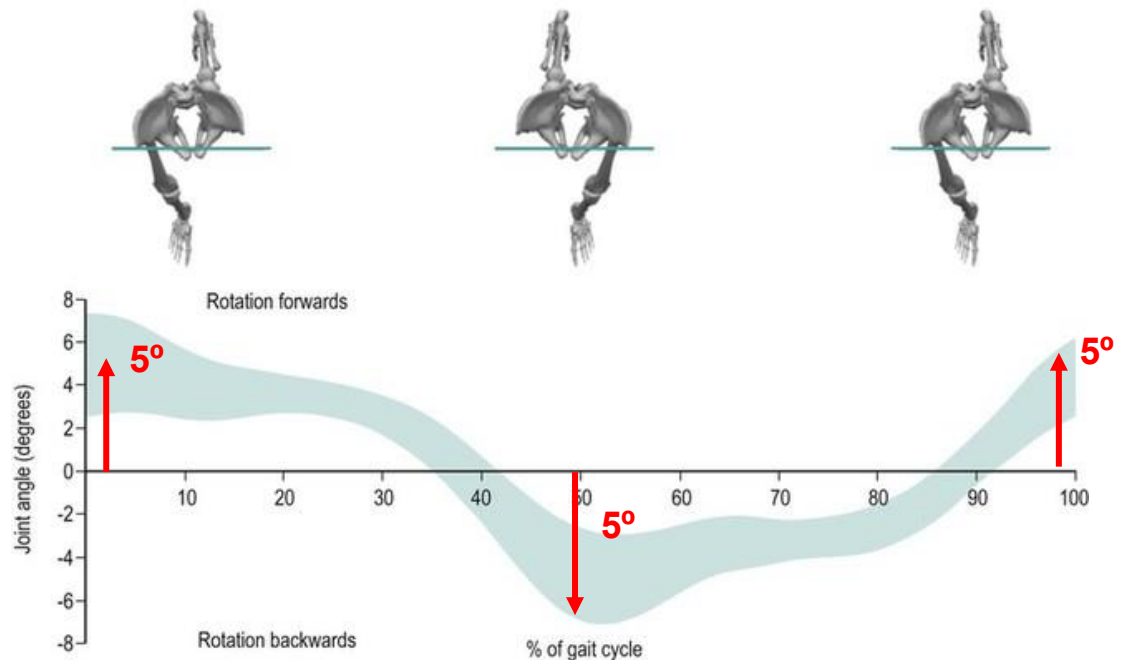 Rotation forwards
8
6
4
2
0
-2
-4
-6
-8
Joint angle (degrees)
5º
5º
5º
10
20
30
40
50
60
70
80
90
100
Rotation backwards
% of gait cycle